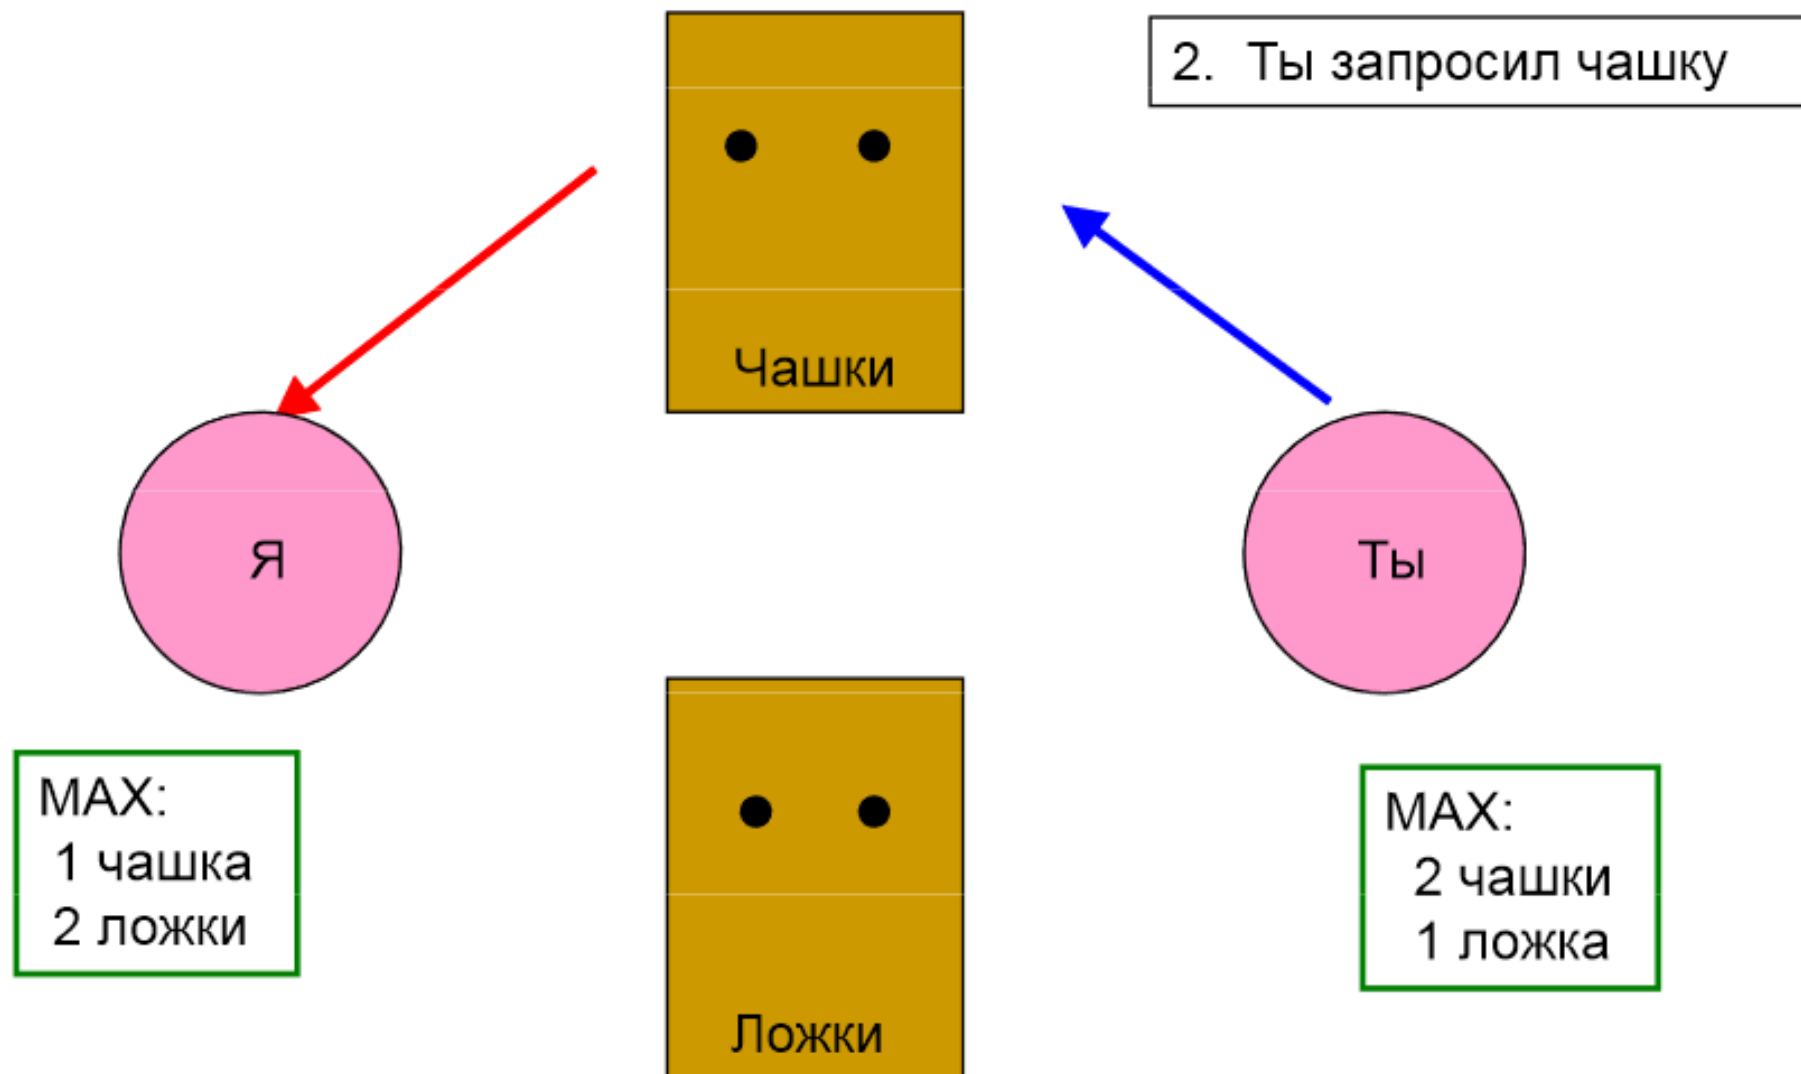 2. Ты запросил чашку
Чашки
Я
Ты
MAX:
1 чашка
2 ложки
MAX:
2 чашки
1 ложка
Ложки